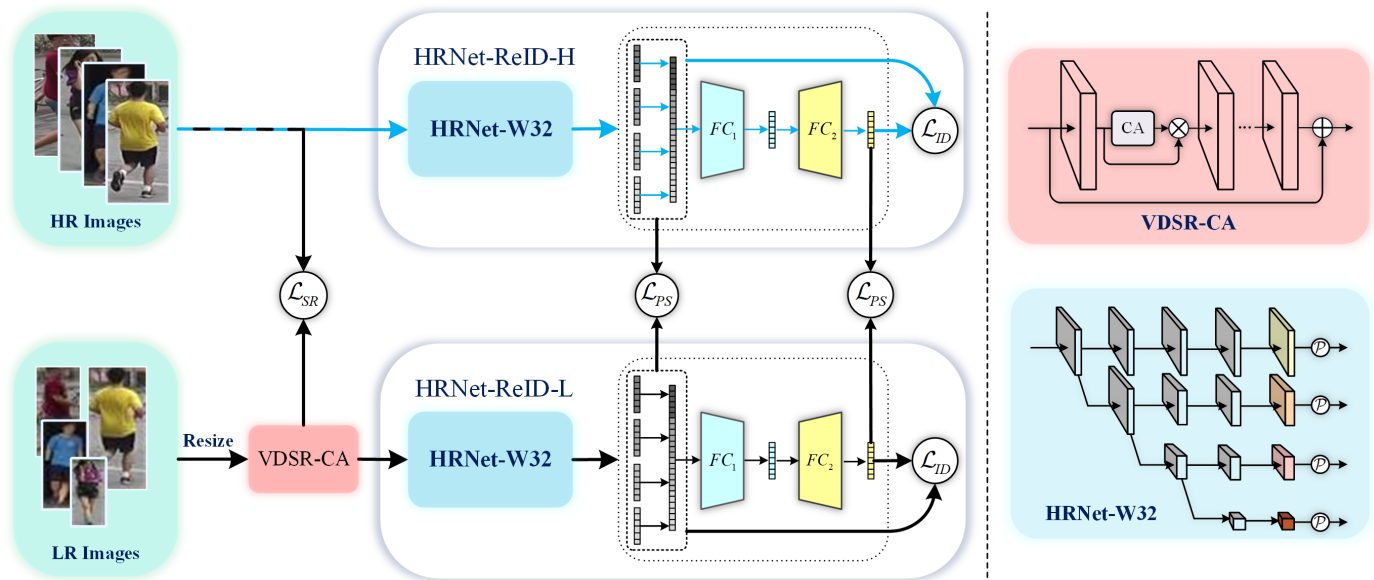 HRNet-ReID-H
HRNet-W32
FC1
FC2
ℒID
HR Images
ℒSR
ℒPS
ℒPS
LR Images
Resize
VDSR-CA
HRNet-ReID-L
HRNet-W32
FC1
FC2
ℒID
CA
...
VDSR-CA
𝒫
𝒫
𝒫
HRNet-W32
𝒫